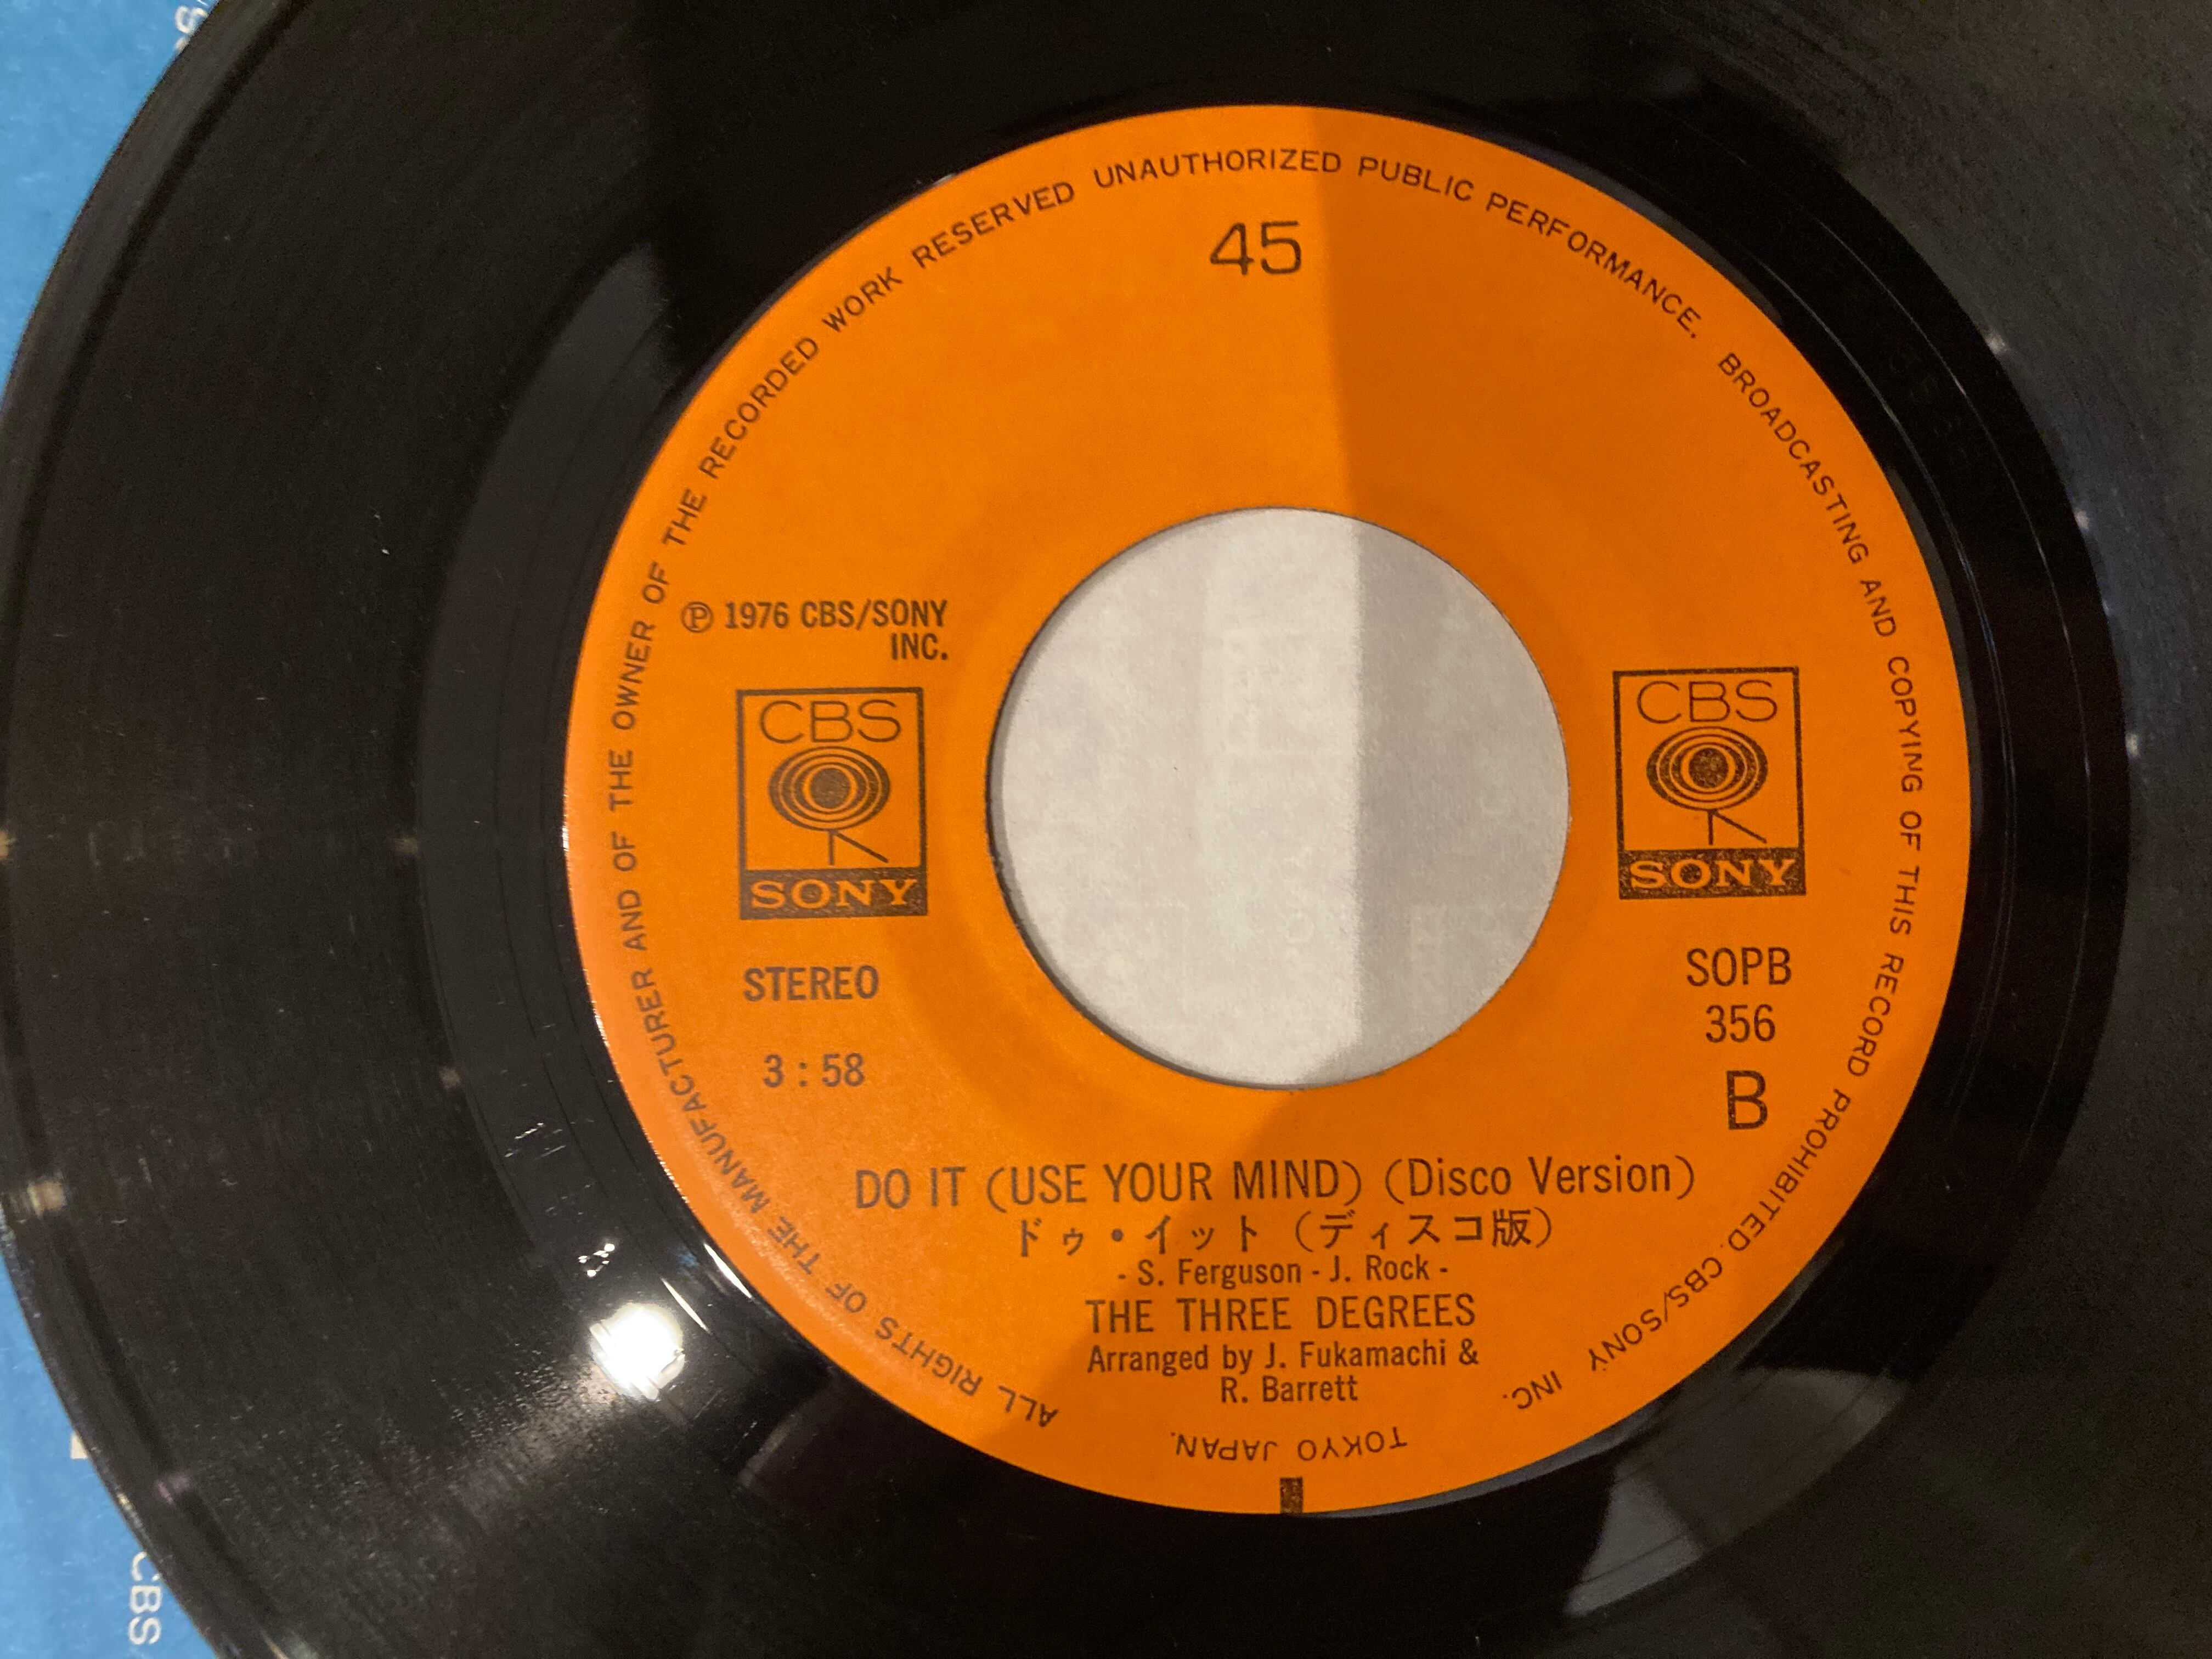 ALL RIGHTS OF THE MANUFACTURER AND OF THE OWNER OF THE RECORDED WORK RESERVED UNAUTHORIZED PUBLIC PERFORMANCE. BROADCASTING AND COPYING OF THIS RECORD PROHIBITED. CBS/SONY INC.
TOKYO JAPAN.
45
℗ 1976 CBS/SONY
INC.
CBS
SONY
CBS
SONY
STEREO
3:58
SOPB
356
B
DO IT (USE YOUR MIND) (Disco Version)
ドゥ・イット (ディスコ版)
- S. Ferguson - J. Rock -
THE THREE DEGREES
Arranged by J. Fukamachi &
R. Barrett
CBS